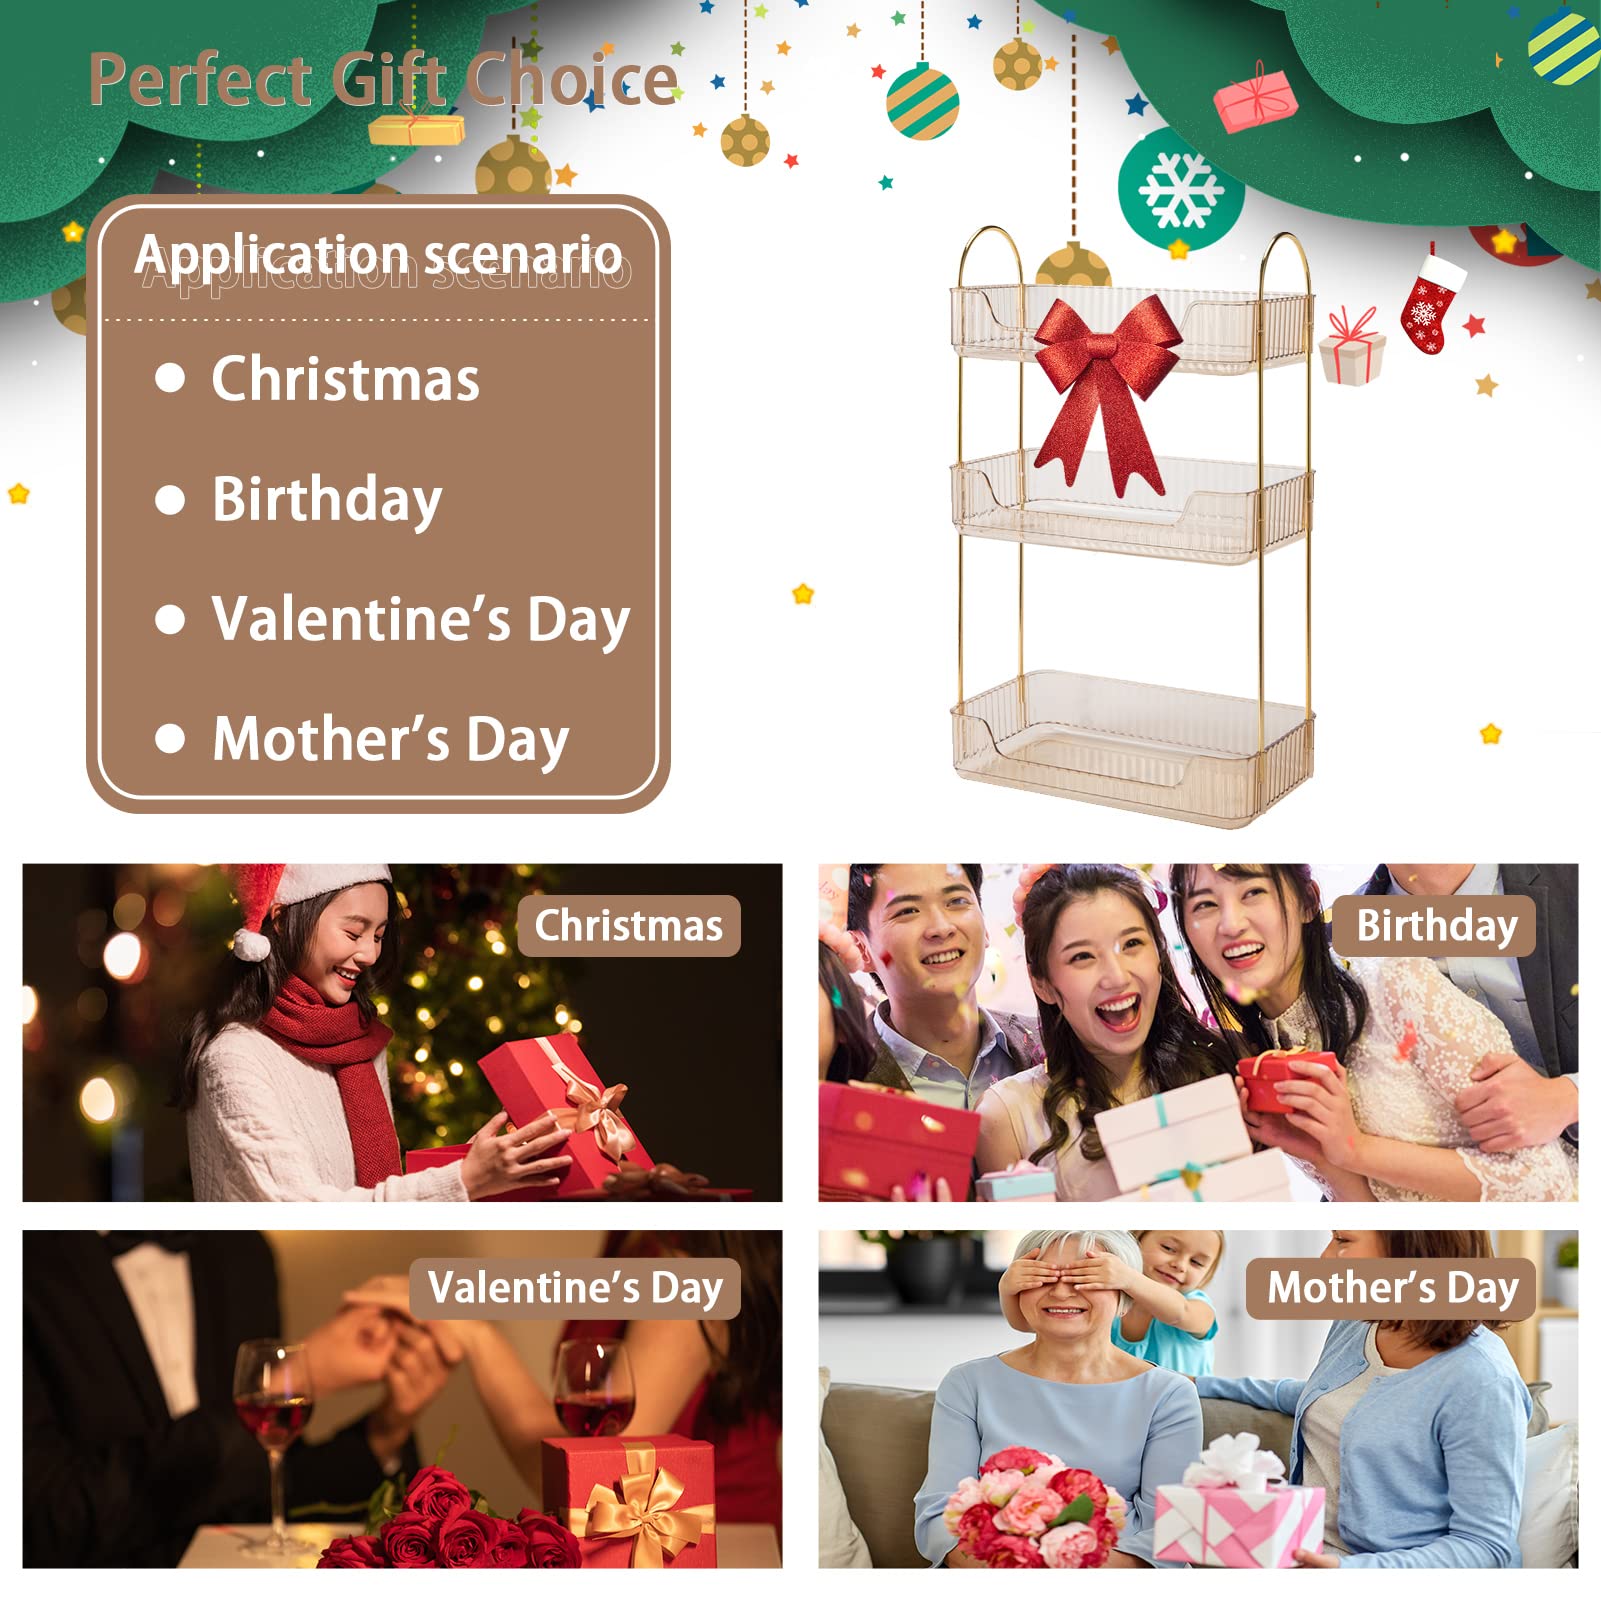 Perfect Gift Choice
Application scenario
Christmas
Birthday
Valentine’s Day
Mother’s Day
Christmas
Birthday
Valentine’s Day
Mother’s Day